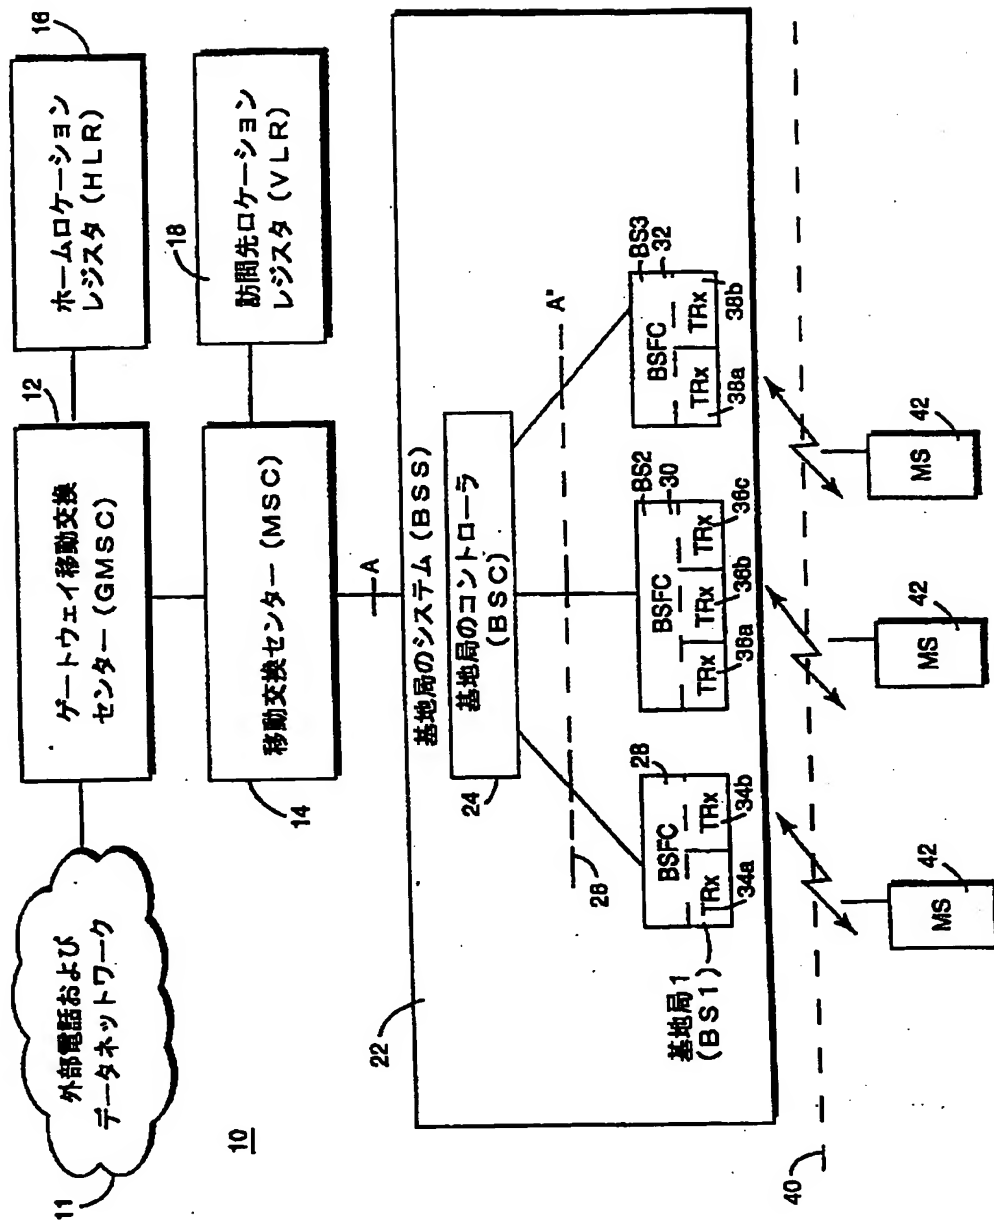 10
11
外部電話および
データネットワーク
12
ゲートウェイ移動交換
センター(GMSC)
16
ホームロケーション
レジスタ(HLR)
14
移動交換センター(MSC)
18
訪問先ロケーション
レジスタ(VLR)
A
22
基地局のシステム(BSS)
24
基地局のコントローラ
(BSC)
28
A"
基地局1
(BS1)
BSFC
28
TRx
TRx
34a
34b
BSFC
BS2
30
TRx
TRx
TRx
36a
36b
36c
BSFC
BS3
32
TRx
TRx
38a
38b
40
MS
42
MS
42
MS
42